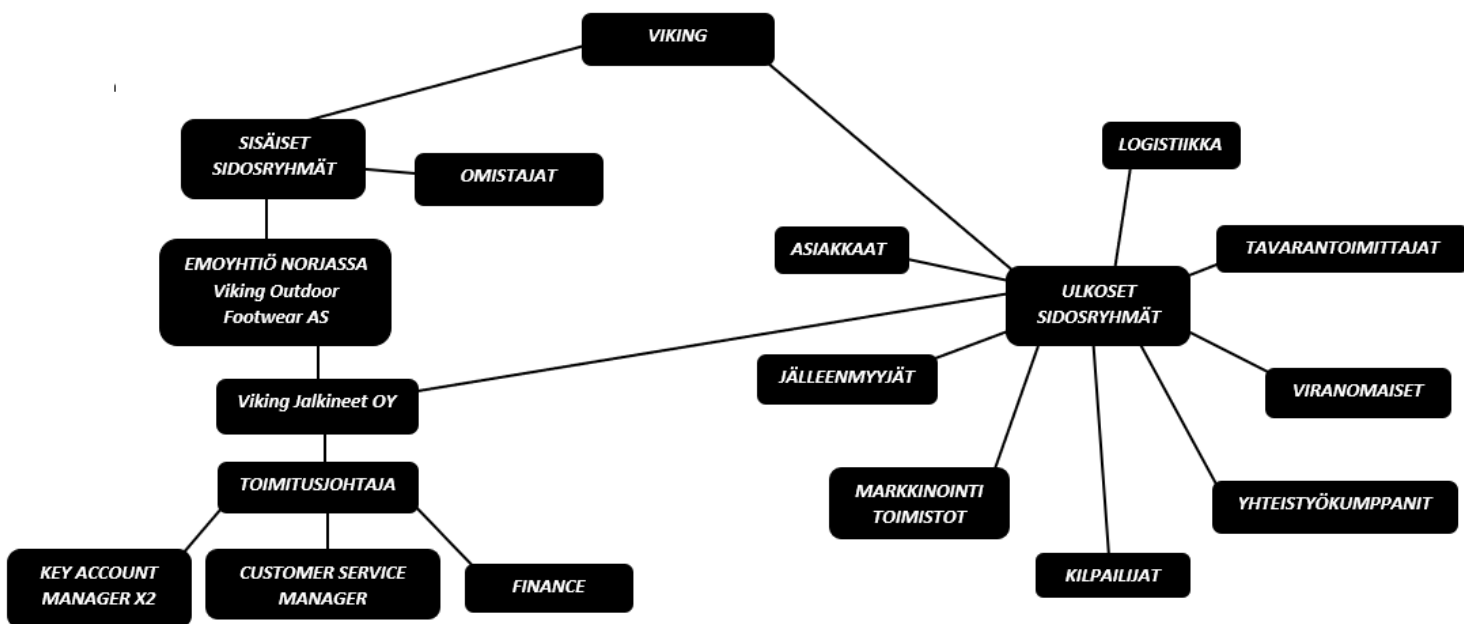 VIKING
SISÄISET
SIDOSRYHMÄT
OMISTAJAT
EMOYHTIÖ NORJASSA
Viking Outdoor
Footwear AS
Viking Jalkineet OY
TOIMITUSJOHTAJA
KEY ACCOUNT
MANAGER X2
CUSTOMER SERVICE
MANAGER
FINANCE
LOGISTIIKKA
ASIAKKAAT
TAVARANTOIMITTAJAT
ULKOSET
SIDOSRYHMÄT
JÄLLEENMYYJÄT
VIRANOMAISET
MARKKINOINTI
TOIMISTOT
YHTEISTYÖKUMPPANIT
KILPAILIJAT